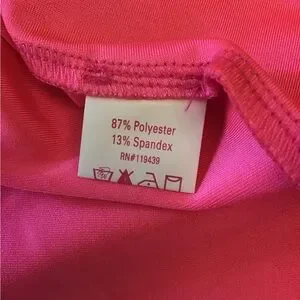 87% Polyester
13% Spandex
RN#119439